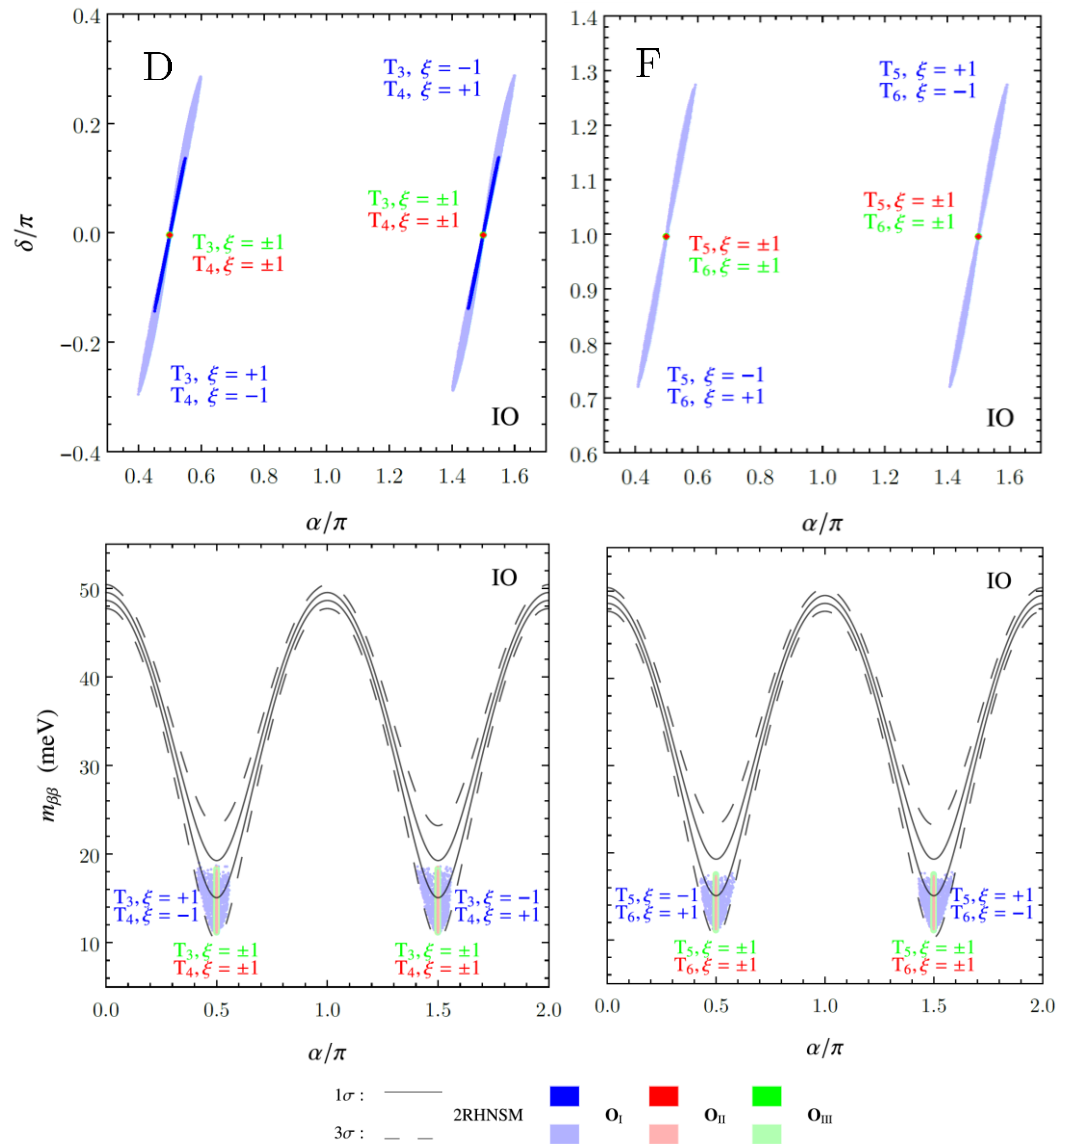 0.4
0.2
0.0
−0.2
−0.4
δ/π
D
T₃, ξ = −1
T₄, ξ = +1
T₃, ξ = ±1
T₄, ξ = ±1
T₃, ξ = ±1
T₄, ξ = ±1
T₃, ξ = +1
T₄, ξ = −1
IO
0.4 0.6 0.8 1.0 1.2 1.4 1.6
α/π
1.4
1.3
1.2
1.1
1.0
0.9
0.8
0.7
0.6
F
T₅, ξ = +1
T₆, ξ = −1
T₅, ξ = ±1
T₆, ξ = ±1
T₅, ξ = ±1
T₆, ξ = ±1
T₅, ξ = −1
T₆, ξ = +1
IO
0.4 0.6 0.8 1.0 1.2 1.4 1.6
α/π
50
40
30
20
10
mββ (meV)
IO
T₃, ξ = +1
T₄, ξ = −1
T₃, ξ = −1
T₄, ξ = +1
T₃, ξ = ±1
T₄, ξ = ±1
T₃, ξ = ±1
T₄, ξ = ±1
0.0 0.5 1.0 1.5 2.0
α/π
IO
T₅, ξ = −1
T₆, ξ = +1
T₅, ξ = +1
T₆, ξ = −1
T₅, ξ = ±1
T₆, ξ = ±1
T₅, ξ = ±1
T₆, ξ = ±1
0.0 0.5 1.0 1.5 2.0
α/π
1σ :
2RHNSM O_I O_II O_III
3σ :